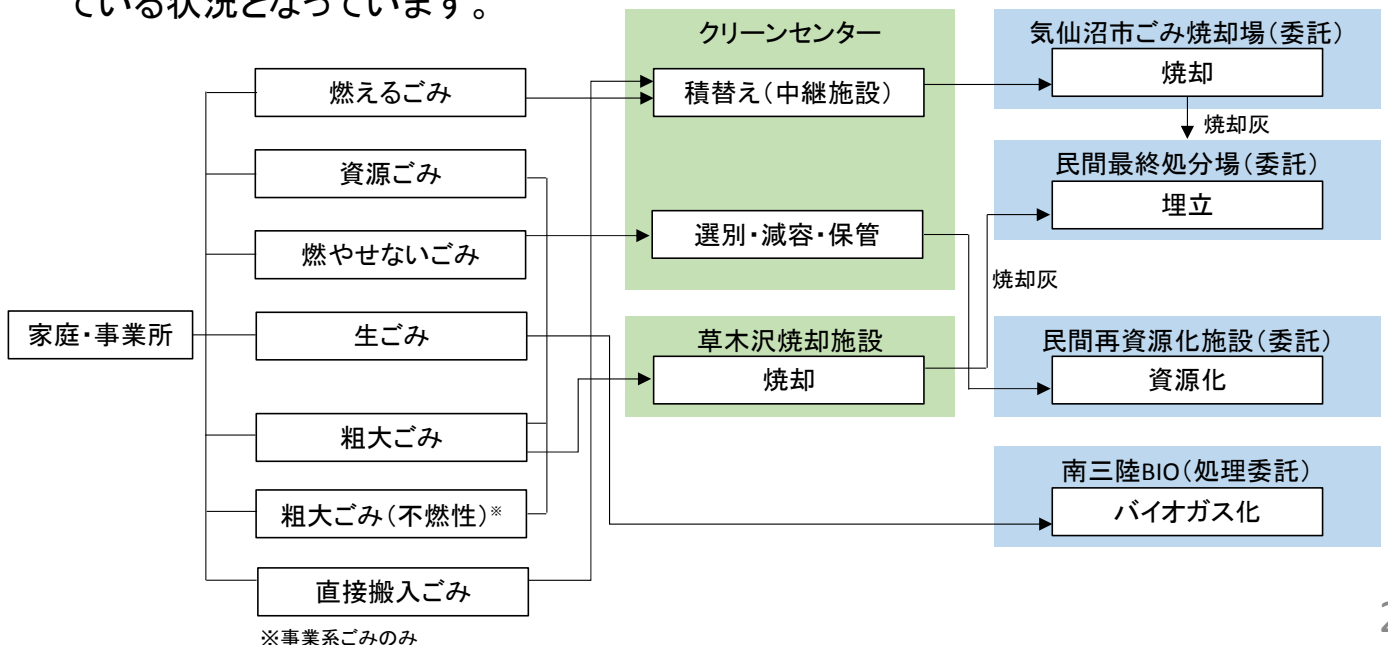 ている状況となっています。
クリーンセンター
気仙沼市ごみ焼却場(委託)
燃えるごみ
積替え(中継施設)
焼却
焼却灰
資源ごみ
民間最終処分場(委託)
埋立
燃やせないごみ
選別・減容・保管
焼却灰
家庭・事業所
生ごみ
草木沢焼却施設
焼却
民間再資源化施設(委託)
資源化
粗大ごみ
南三陸BIO(処理委託)
バイオガス化
粗大ごみ(不燃性)※
直接搬入ごみ
※事業系ごみのみ